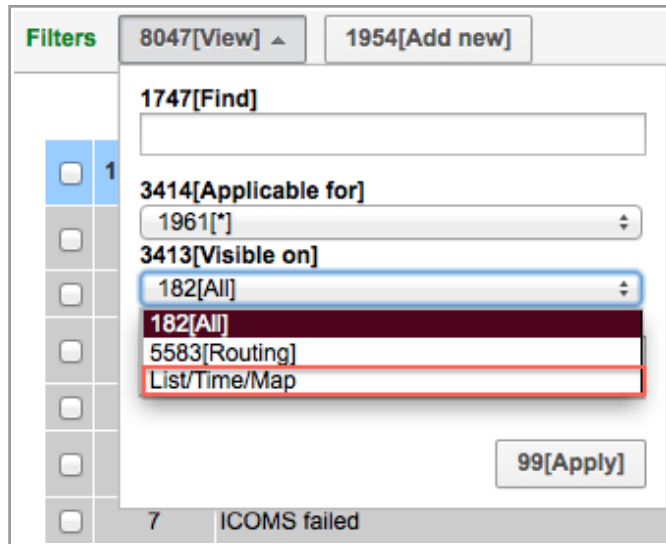 Filters 8047[View] 1954[Add new]
1747[Find]
1
3414[Applicable for]
1961[*]
3413[Visible on]
182[All]
182[All]
5583[Routing]
List/Time/Map
99[Apply]
7 ICOMS failed